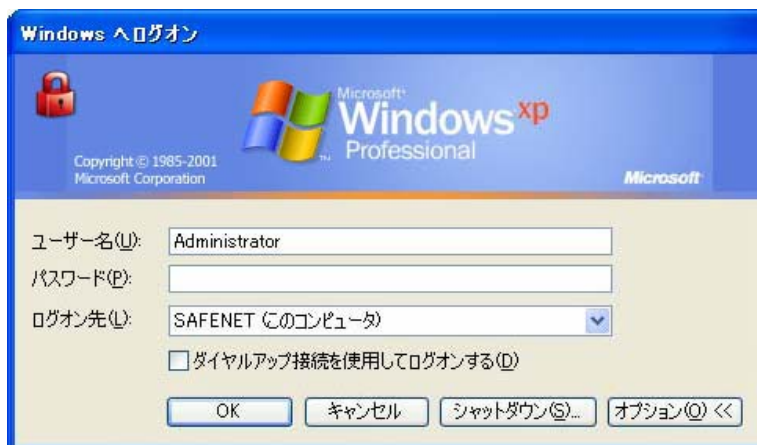 Windows へログオン
Microsoft
Windows xp
Professional
Copyright © 1985-2001
Microsoft Corporation
Microsoft
ユーザー名(U): Administrator
パスワード(P):
ログオン先(L): SAFENET (このコンピュータ)
ダイヤルアップ接続を使用してログオンする(D)
OK キャンセル シャットダウン(S)... オプション(O) <<